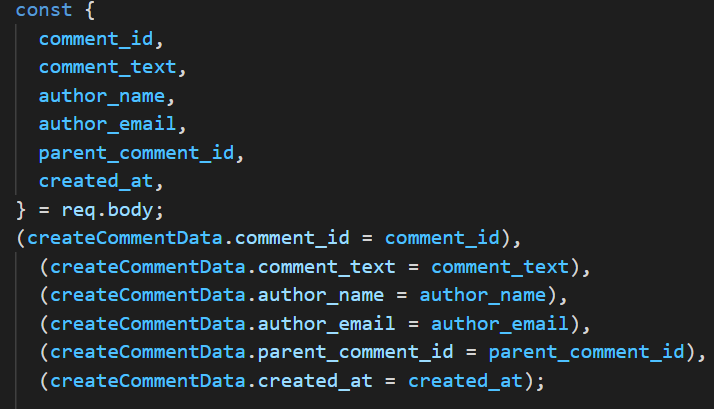 const {
comment_id,
comment_text,
author_name,
author_email,
parent_comment_id,
created_at,
} = req.body;
(createCommentData.comment_id = comment_id),
(createCommentData.comment_text = comment_text),
(createCommentData.author_name = author_name),
(createCommentData.author_email = author_email),
(createCommentData.parent_comment_id = parent_comment_id),
(createCommentData.created_at = created_at);